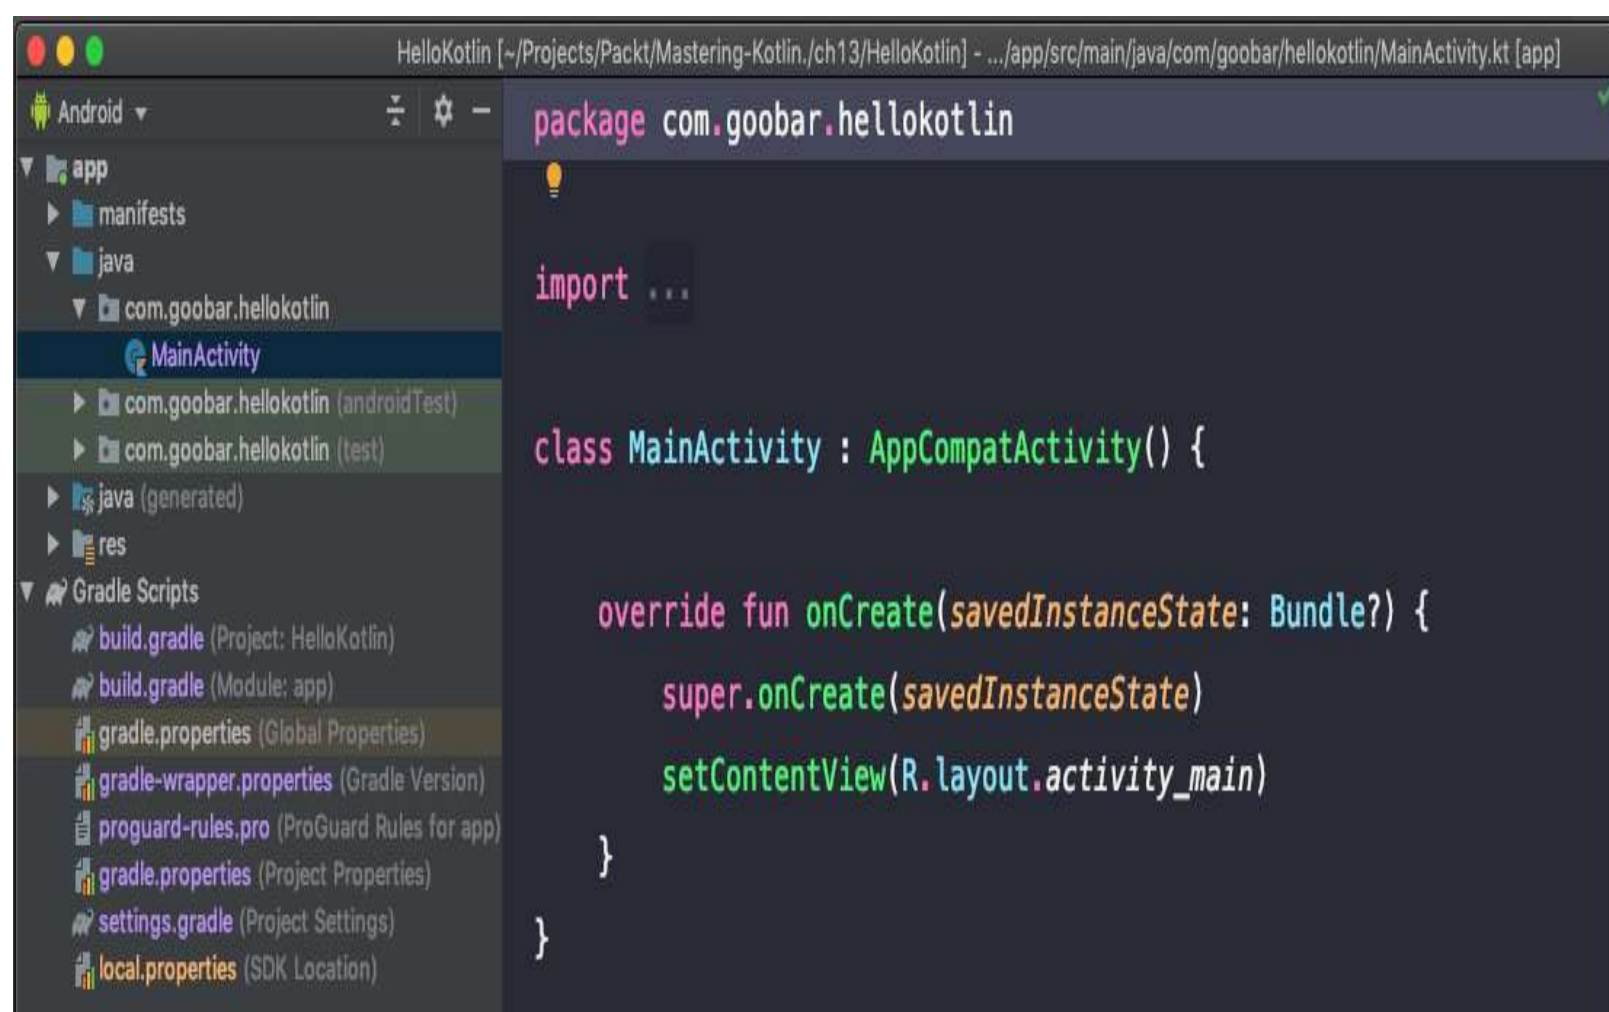 HelloKotlin [~/Projects/Packt/Mastering-Kotlin./ch13/HelloKotlin] - .../app/src/main/java/com/goobar/hellokotlin/MainActivity.kt [app]
Android
app
manifests
java
com.goobar.hellokotlin
MainActivity
com.goobar.hellokotlin (androidTest)
com.goobar.hellokotlin (test)
java (generated)
res
Gradle Scripts
build.gradle (Project: HelloKotlin)
build.gradle (Module: app)
gradle.properties (Global Properties)
gradle-wrapper.properties (Gradle Version)
proguard-rules.pro (ProGuard Rules for app)
gradle.properties (Project Properties)
settings.gradle (Project Settings)
local.properties (SDK Location)
package com.goobar.hellokotlin
import ...
class MainActivity : AppCompatActivity() {
override fun onCreate(savedInstanceState: Bundle?) {
super.onCreate(savedInstanceState)
setContentView(R.layout.activity_main)
}
}